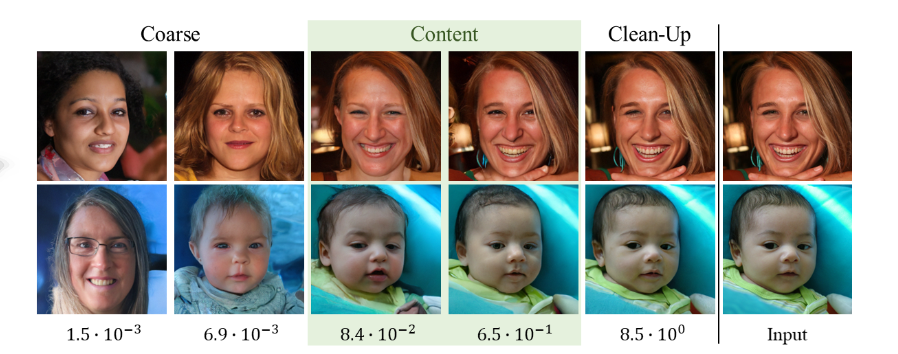 Coarse Content Clean-Up
1.5 · 10⁻³ 6.9 · 10⁻³ 8.4 · 10⁻² 6.5 · 10⁻¹ 8.5 · 10⁰ Input